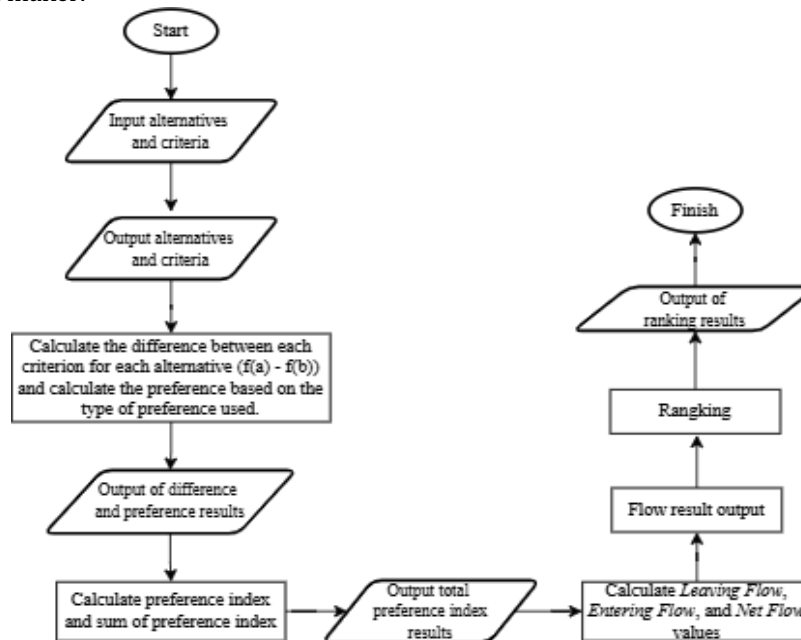 Start
Input alternatives
and criteria
Output alternatives
and criteria
Calculate the difference between each
criterion for each alternative (f(a) - f(b))
and calculate the preference based on the
type of preference used.
Output of difference
and preference results
Calculate preference index
and sum of preference index
Output total
preference index
results
Calculate Leaving Flow,
Entering Flow, and Net Flow
values
Flow result output
Rangking
Output of
ranking results
Finish